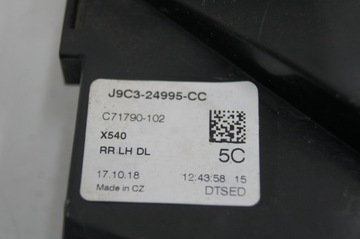 J9C3-24995-CC
C71790-102
X540
RR LH DL 5C
17.10.18 12:43:58 15
Made in CZ DTSED